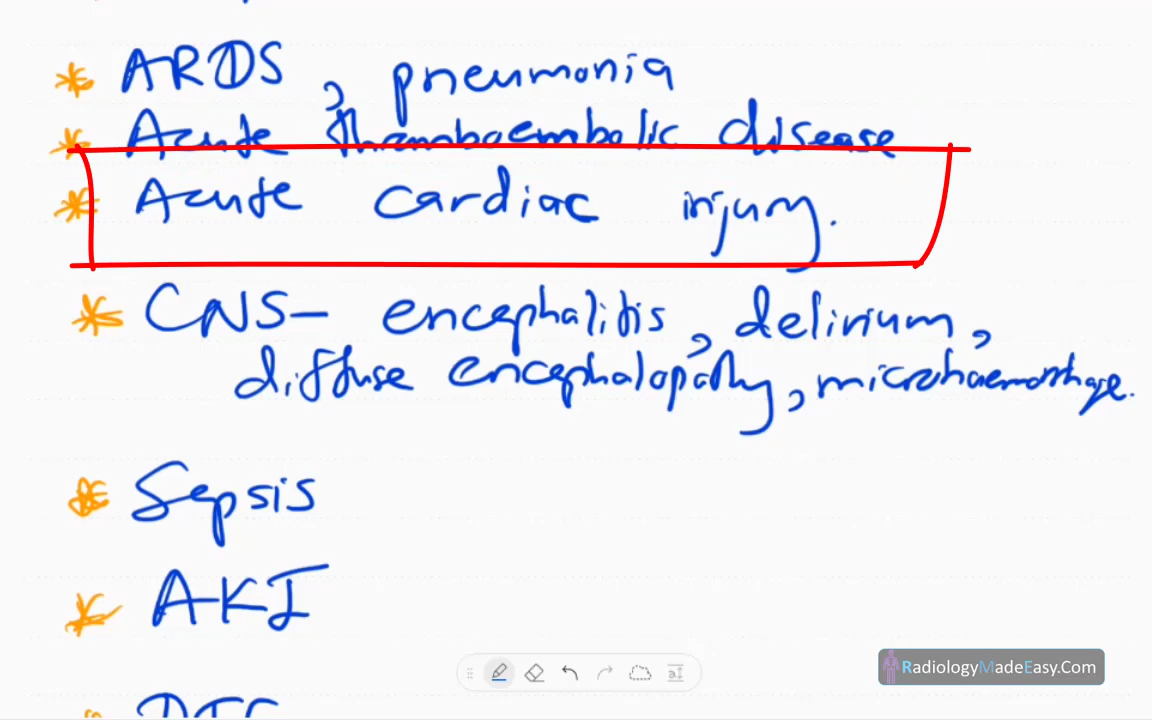 * ARDS, pneumonia
* Acute thromboembolic disease
* Acute cardiac injury.
* CNS- encephalitis, delirium,
diffuse encephalopathy, microhaemorrhage.
* Sepsis
* AKI
RadiologyMadeEasy.Com